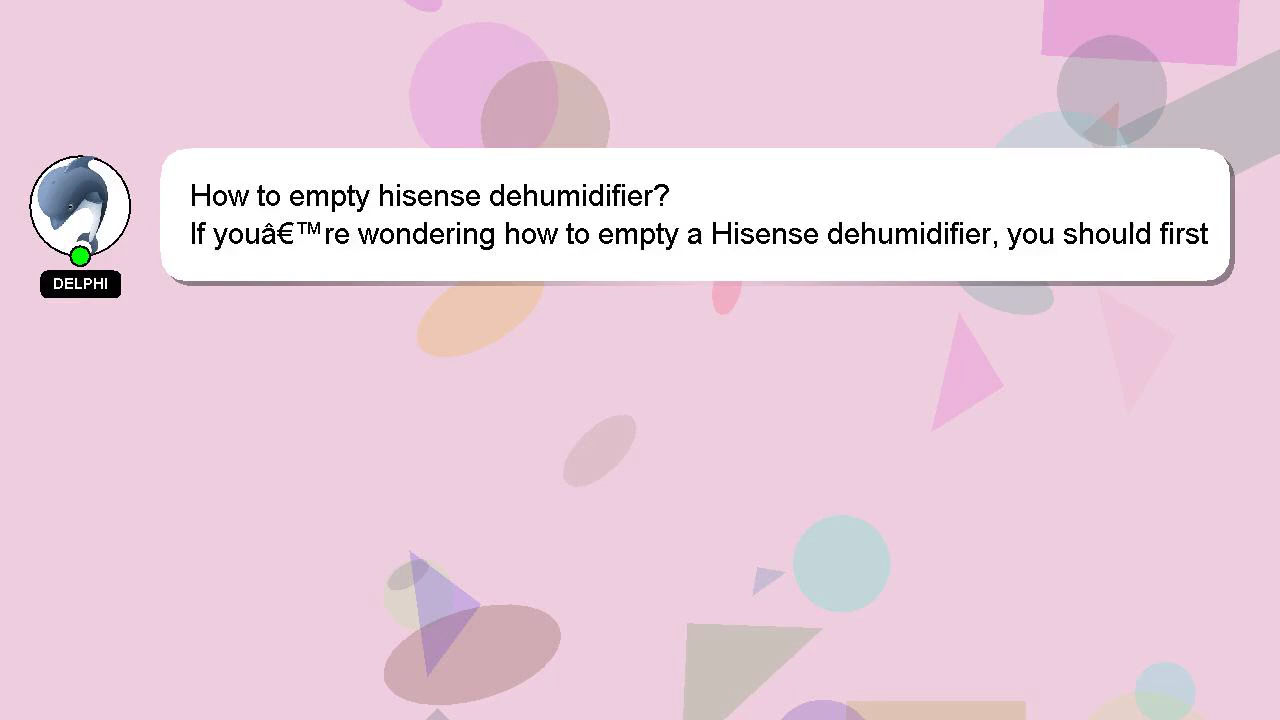 How to empty hisense dehumidifier?
If youâ€™re wondering how to empty a Hisense dehumidifier, you should first
DELPHI